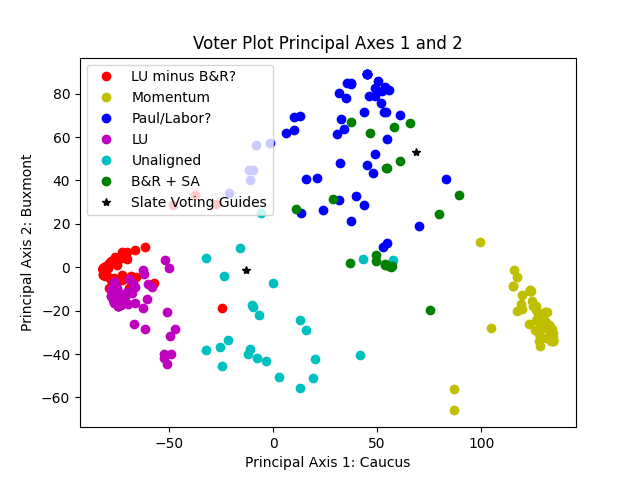 Voter Plot Principal Axes 1 and 2
LU minus B&R?
Momentum
Paul/Labor?
LU
Unaligned
B&R + SA
Slate Voting Guides
Principal Axis 2: Buxmont
80
60
40
20
0
−20
−40
−60
−50
0
50
100
Principal Axis 1: Caucus